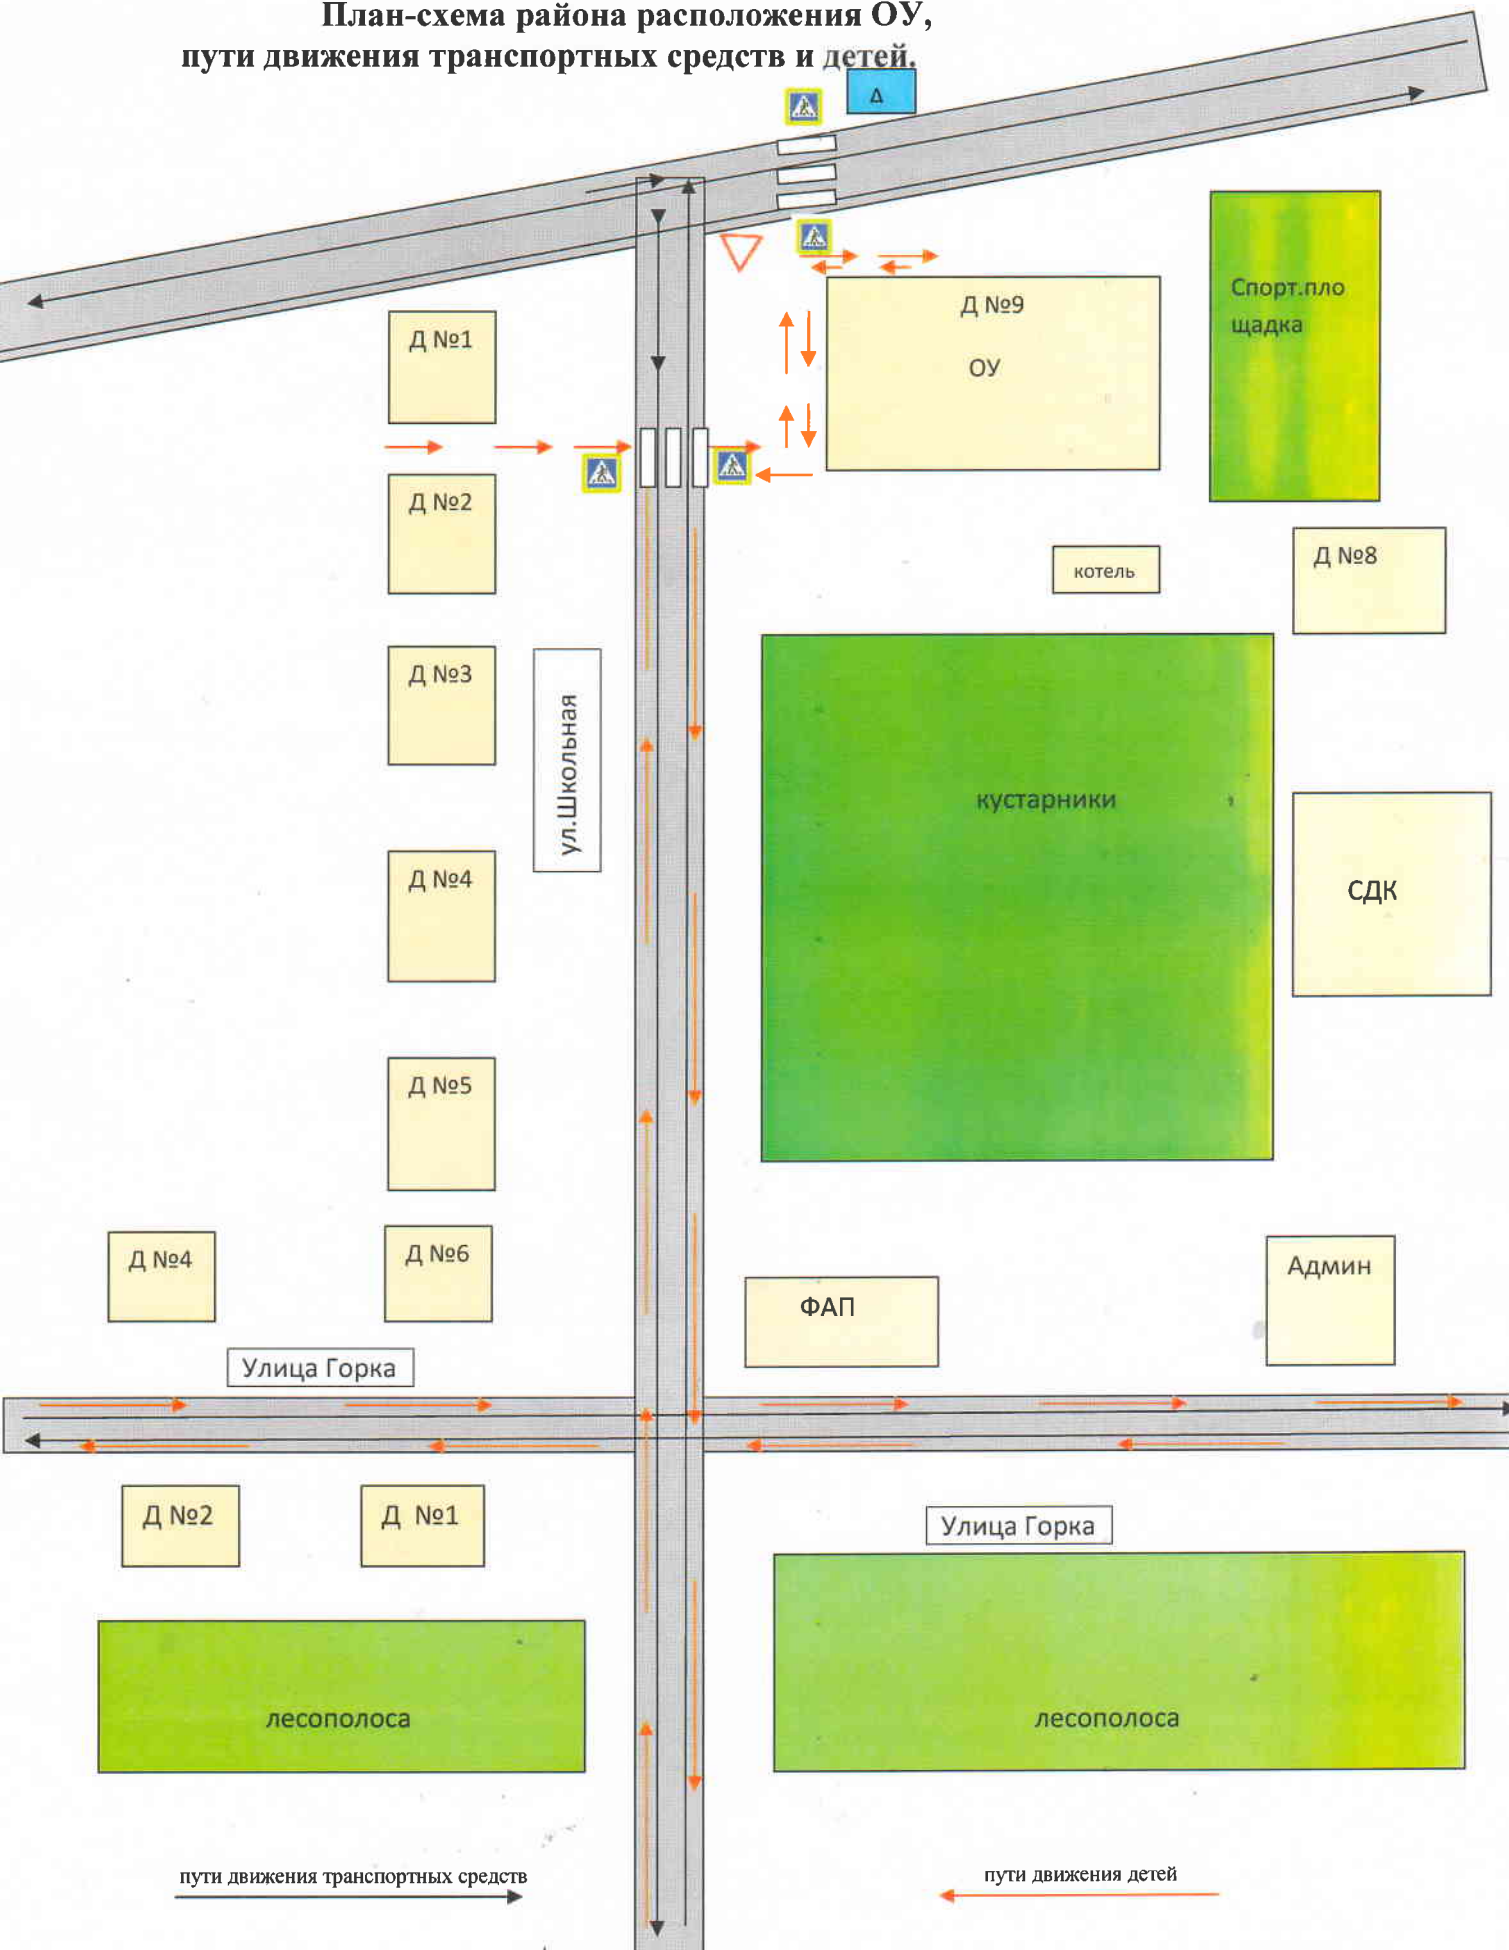 План-схема района расположения ОУ,
пути движения транспортных средств и детей.
Д
Д №9
ОУ
Спорт.пло
щадка
Д №1
Д №2
котель
Д №8
Д №3
ул.Школьная
кустарники
Д №4
СДК
Д №5
Д №4
Д №6
ФАП
Админ
Улица Горка
Д №2
Д №1
Улица Горка
лесополоса
лесополоса
пути движения транспортных средств
пути движения детей